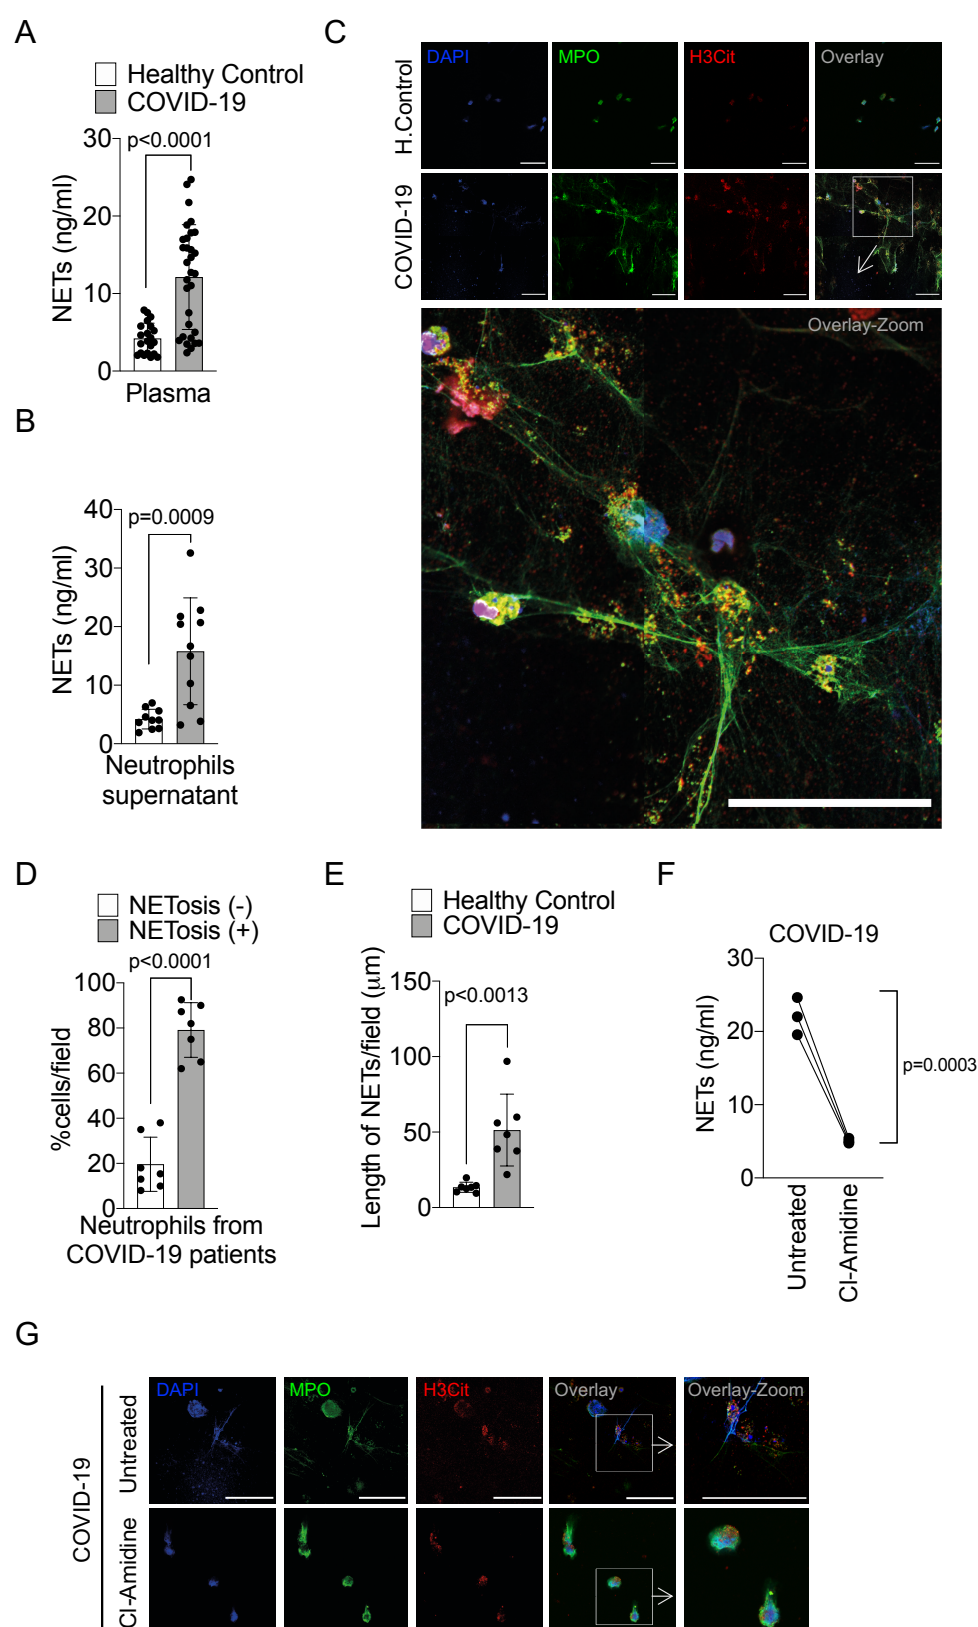 A
Healthy Control
COVID-19
p<0.0001
30
20
10
0
NETs (ng/ml)
Plasma
B
p=0.0009
40
30
20
10
0
NETs (ng/ml)
Neutrophils
supernatant
C
DAPI
MPO
H3Cit
Overlay
H.Control
COVID-19
Overlay-Zoom
D
NETosis (-)
NETosis (+)
p<0.0001
100
80
60
40
20
0
%cells/field
Neutrophils from
COVID-19 patients
E
Healthy Control
COVID-19
p<0.0013
150
100
50
0
Length of NETs/field (μm)
F
COVID-19
30
20
10
0
NETs (ng/ml)
p=0.0003
Untreated
Cl-Amidine
G
DAPI
MPO
H3Cit
Overlay
Overlay-Zoom
COVID-19
Untreated
Cl-Amidine